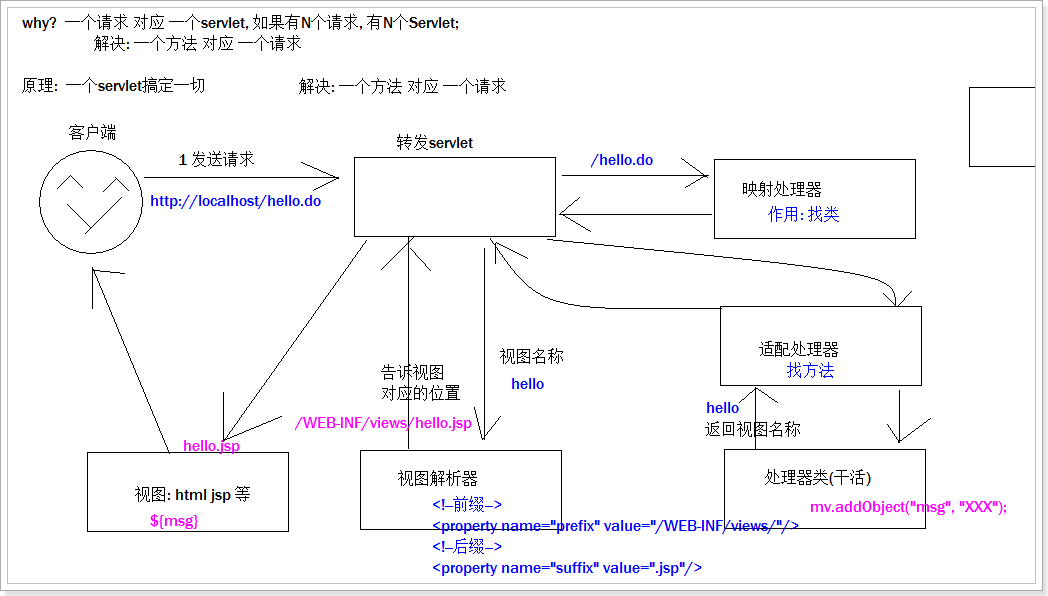 why? 一个请求 对应 一个servlet, 如果有N个请求, 有N个Servlet;
解决: 一个方法 对应 一个请求
原理: 一个servlet搞定一切
解决: 一个方法 对应 一个请求
客户端
1 发送请求
http://localhost/hello.do
转发servlet
/hello.do
映射处理器
作用: 找类
适配处理器
找方法
hello
返回视图名称
处理器类(干活)
mv.addObject("msg", "XXX");
视图名称
hello
告诉视图
对应的位置
/WEB-INF/views/hello.jsp
视图解析器
<!--前缀-->
<property name="prefix" value="/WEB-INF/views/"/>
<!--后缀-->
<property name="suffix" value=".jsp"/>
hello.jsp
视图: html jsp 等
${msg}